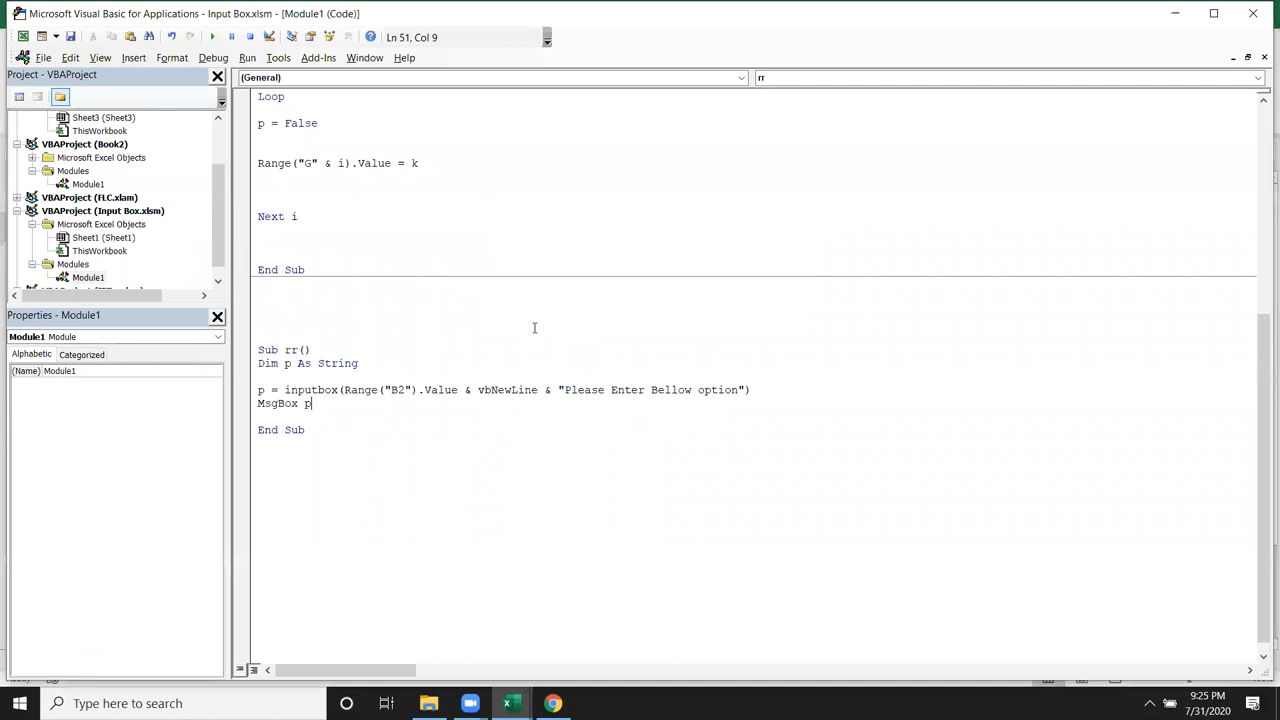 Microsoft Visual Basic for Applications - Input Box.xlsm - [Module1 (Code)]
Ln 51, Col 9
File Edit View Insert Format Debug Run Tools Add-Ins Window Help
Project - VBAProject
(General)
rr
Sheet3 (Sheet3)
ThisWorkbook
VBAProject (Book2)
Microsoft Excel Objects
Modules
Module1
VBAProject (FLC.xlam)
VBAProject (Input Box.xlsm)
Microsoft Excel Objects
Sheet1 (Sheet1)
ThisWorkbook
Modules
Module1
Properties - Module1
Module1 Module
Alphabetic Categorized
(Name) Module1
Loop
p = False
Range("G" & i).Value = k
Next i
End Sub
Sub rr()
Dim p As String
p = inputbox(Range("B2").Value & vbNewLine & "Please Enter Bellow option")
MsgBox p
End Sub
Type here to search
9:25 PM
7/31/2020